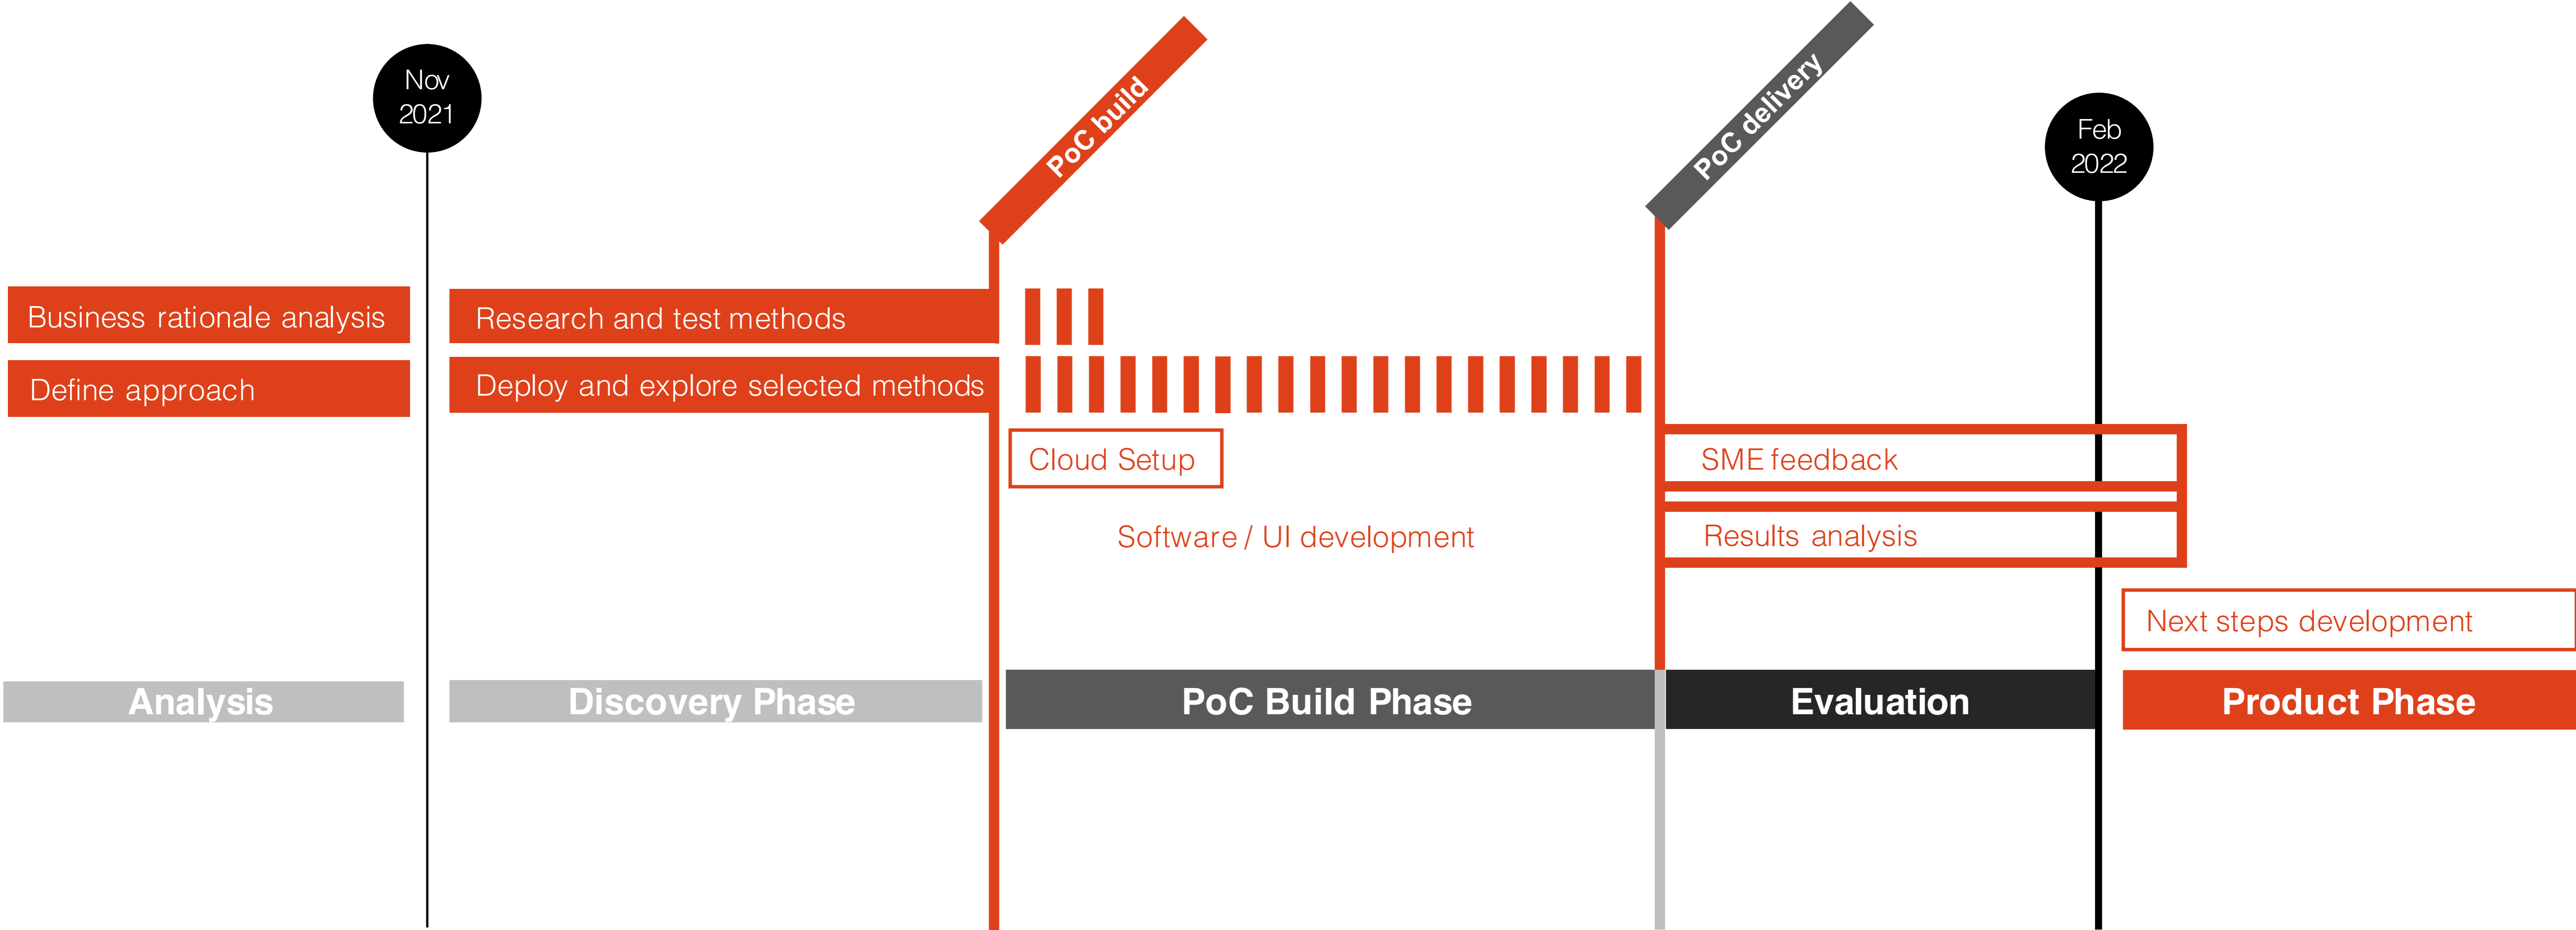 Nov
2021
PoC build
PoC delivery
Feb
2022
Business rationale analysis
Research and test methods
Define approach
Deploy and explore selected methods
Cloud Setup
SME feedback
Software / UI development
Results analysis
Next steps development
Analysis
Discovery Phase
PoC Build Phase
Evaluation
Product Phase